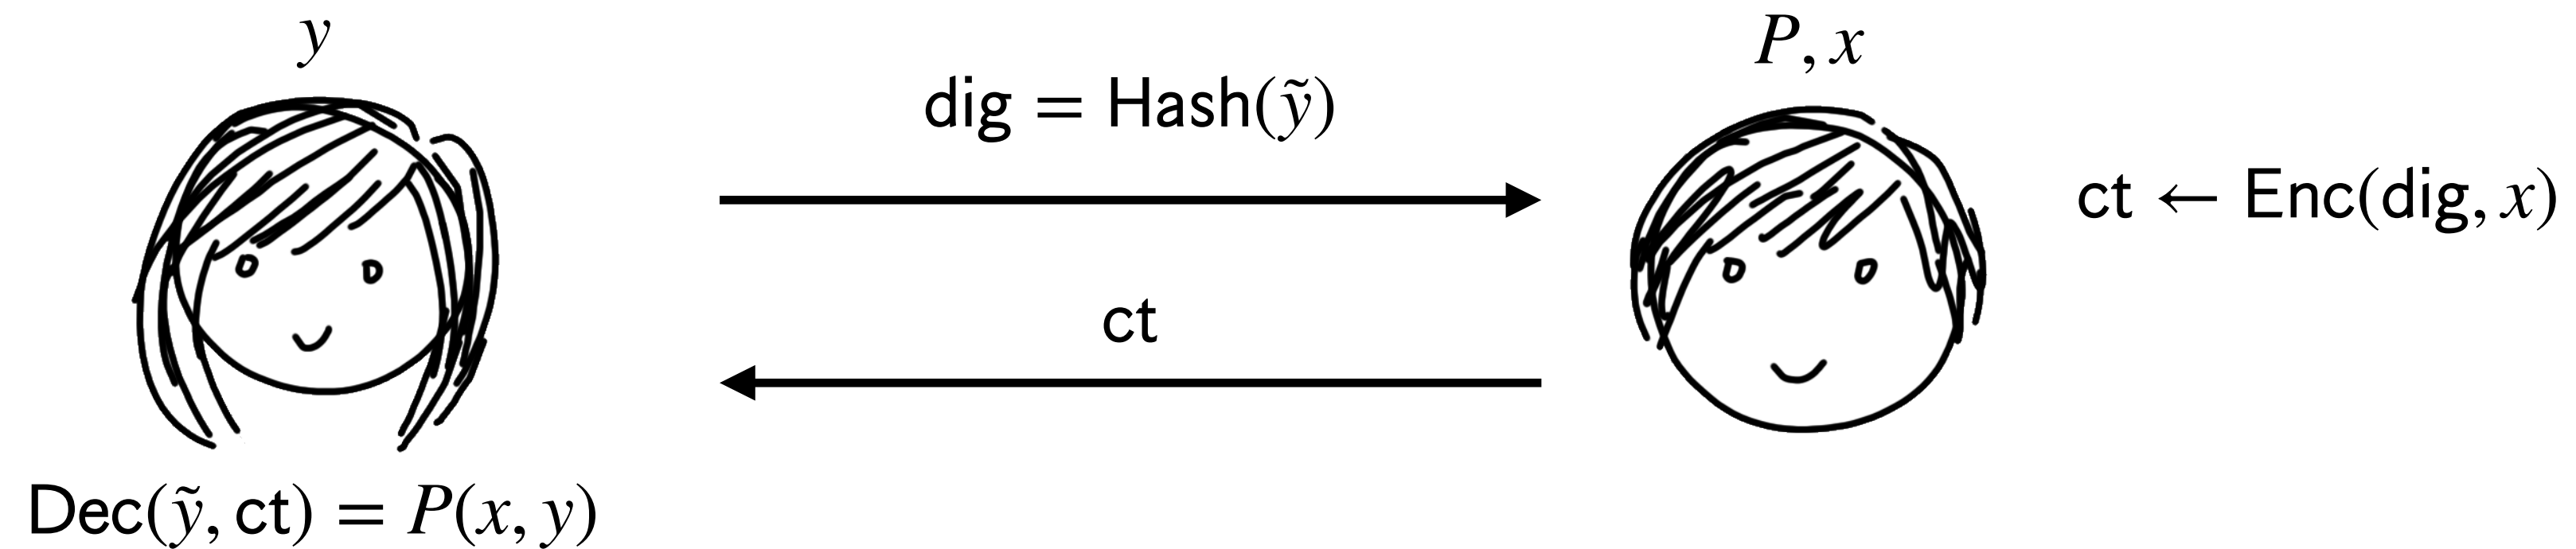 y
P, x
dig = Hash(ỹ)
ct ← Enc(dig, x)
ct
Dec(ỹ, ct) = P(x, y)